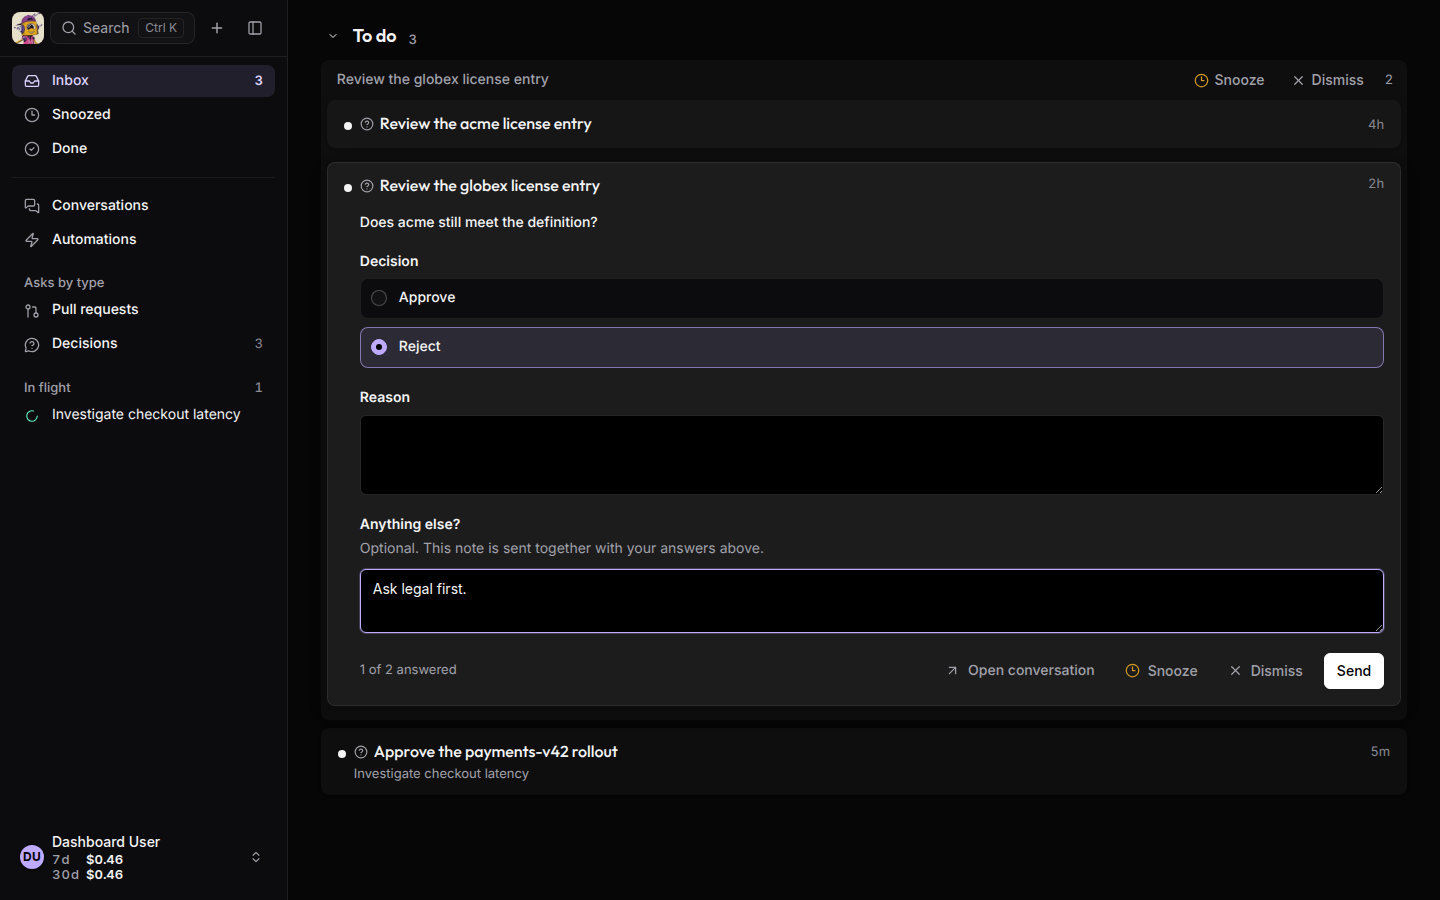 Search Ctrl K
Inbox 3
Snoozed
Done
Conversations
Automations
Asks by type
Pull requests
Decisions 3
In flight 1
Investigate checkout latency
DU Dashboard User
7d $0.46
30d $0.46
To do 3
Review the globex license entry Snooze Dismiss 2
Review the acme license entry 4h
Review the globex license entry 2h
Does acme still meet the definition?
Decision
Approve
Reject
Reason
Anything else?
Optional. This note is sent together with your answers above.
Ask legal first.
1 of 2 answered Open conversation Snooze Dismiss Send
Approve the payments-v42 rollout 5m
Investigate checkout latency